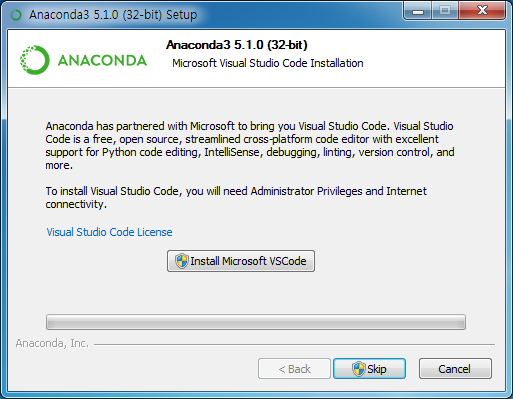 Anaconda3 5.1.0 (32-bit) Setup
ANACONDA
Anaconda3 5.1.0 (32-bit)
Microsoft Visual Studio Code Installation
Anaconda has partnered with Microsoft to bring you Visual Studio Code. Visual Studio
Code is a free, open source, streamlined cross-platform code editor with excellent
support for Python code editing, IntelliSense, debugging, linting, version control, and
more.
To install Visual Studio Code, you will need Administrator Privileges and Internet
connectivity.
Visual Studio Code License
Install Microsoft VSCode
Anaconda, Inc.
< Back
Skip
Cancel